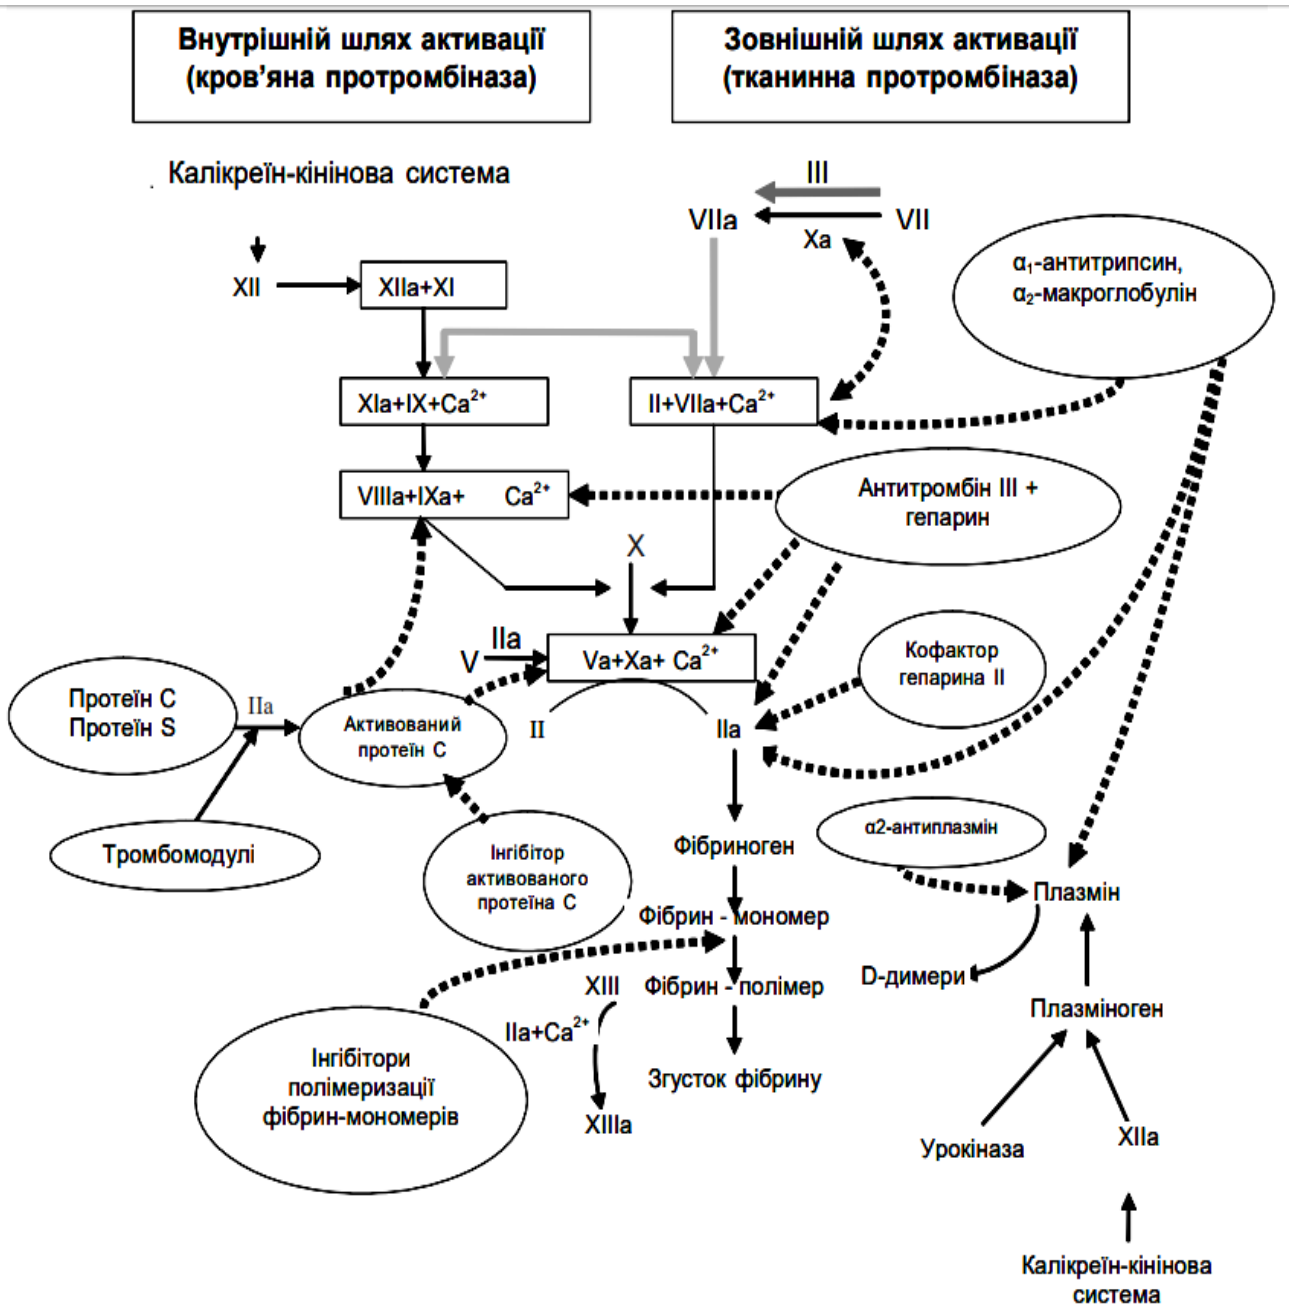 Внутрішній шлях активації
(кров’яна протромбіназа)
Зовнішній шлях активації
(тканинна протромбіназа)
Калікреїн-кінінова система
III
VIIa
VII
Xa
α₁-антитрипсин,
α₂-макроглобулін
XII
XIIa+XI
XIa+IX+Ca²⁺
II+VIIa+Ca²⁺
VIIIa+IXa+ Ca²⁺
Антитромбін III +
гепарин
X
IIa
V
Va+Xa+ Ca²⁺
Кофактор
гепарина II
Протеїн С
Протеїн S
IIa
Активований
протеїн С
II
IIa
Тромбомодулі
Інгібітор
активованого
протеїна С
Фібриноген
α2-антиплазмін
Фібрин - мономер
Плазмін
XIII
Фібрин - полімер
D-димери
IIa+Ca²⁺
Плазміноген
Інгібітори
полімеризації
фібрин-мономерів
Згусток фібрину
XIIIa
Урокіназа
XIIa
Калікреїн-кінінова
система